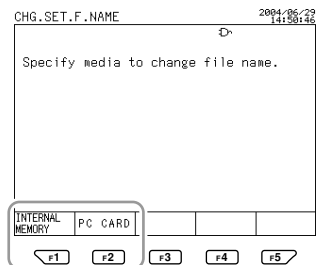 CHG.SET.F.NAME
2004/06/29
14:50:46
Specify media to change file name.
INTERNAL MEMORY
PC CARD
F1
F2
F3
F4
F5